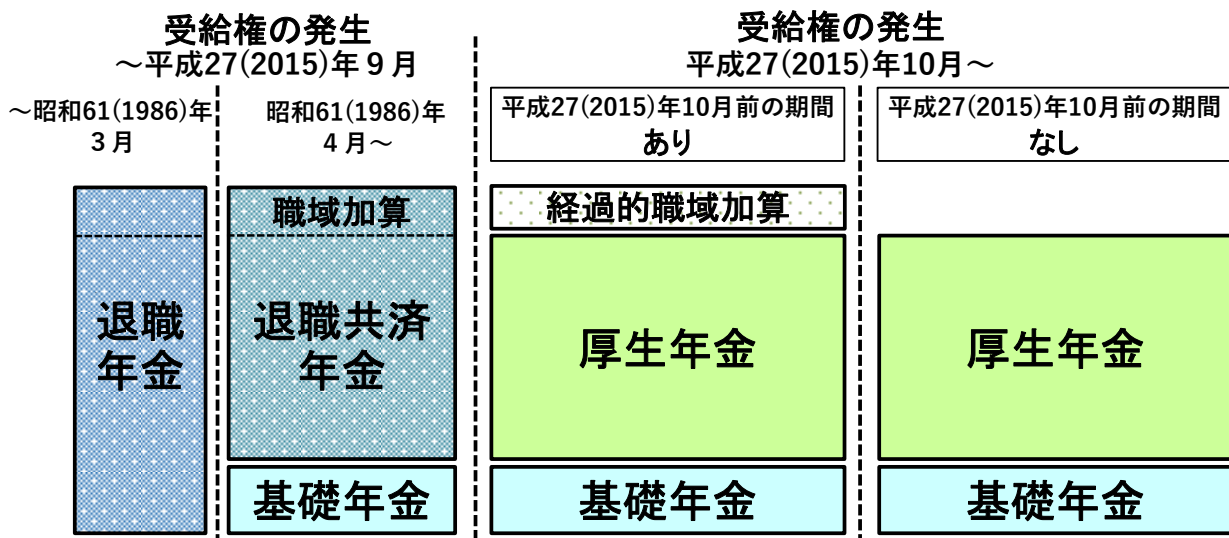 受給権の発生
～平成27(2015)年９月
～昭和61(1986)年
３月
退職
年金
昭和61(1986)年
４月～
職域加算
退職共済
年金
基礎年金
受給権の発生
平成27(2015)年10月～
平成27(2015)年10月前の期間
あり
経過的職域加算
厚生年金
基礎年金
平成27(2015)年10月前の期間
なし
厚生年金
基礎年金